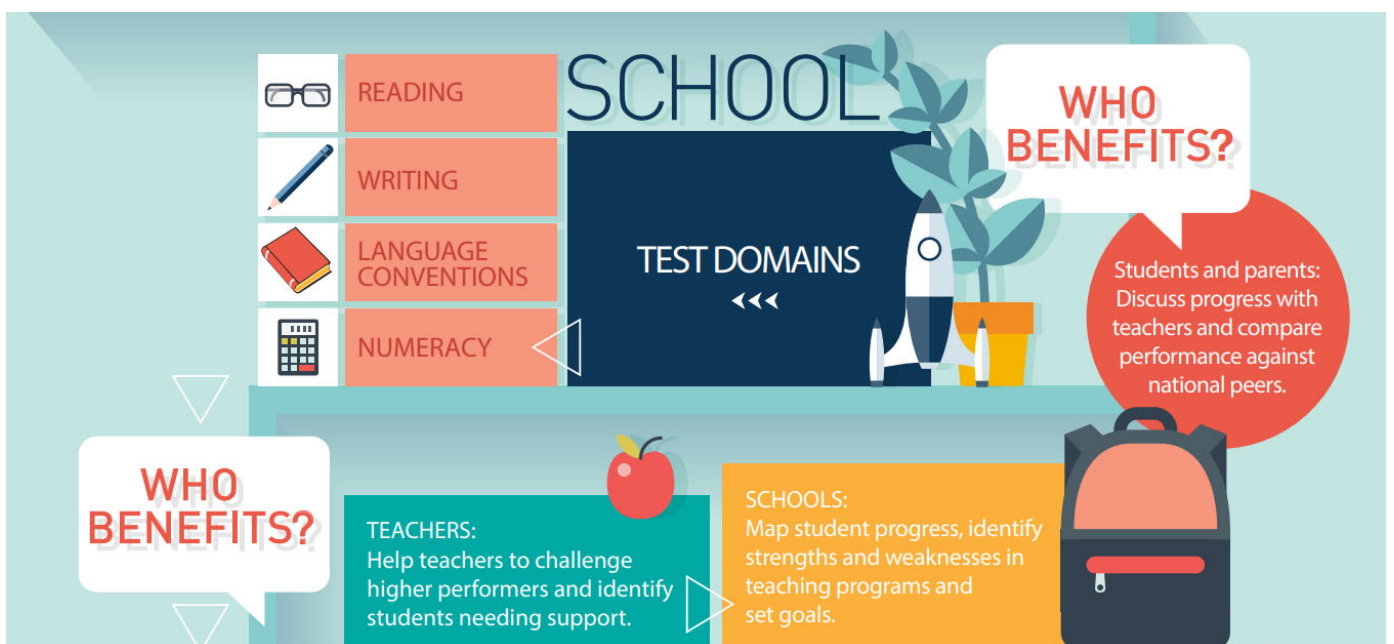 SCHOOL
READING
WRITING
LANGUAGE
CONVENTIONS
NUMERACY
TEST DOMAINS
WHO
BENEFITS?
Students and parents:
Discuss progress with
teachers and compare
performance against
national peers.
WHO
BENEFITS?
TEACHERS:
Help teachers to challenge
higher performers and identify
students needing support.
SCHOOLS:
Map student progress, identify
strengths and weaknesses in
teaching programs and
set goals.